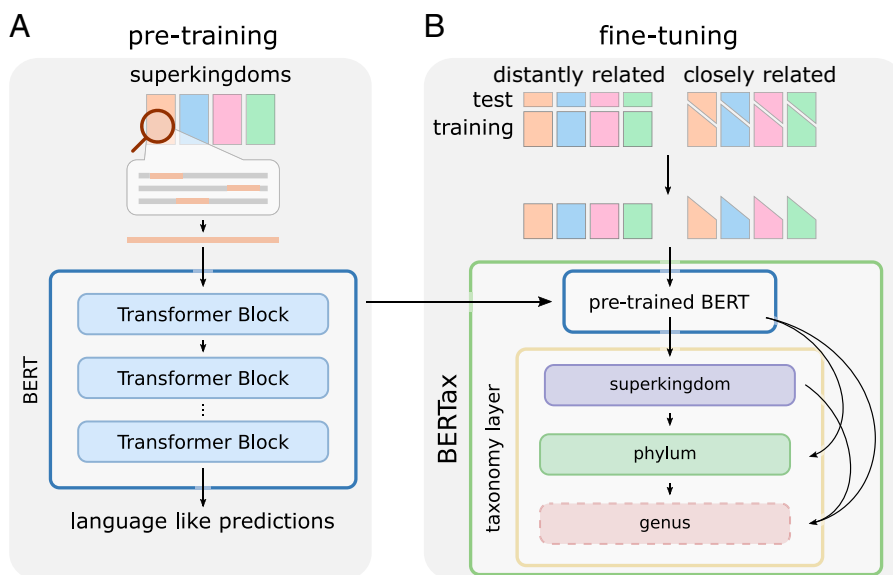 A
pre-training
superkingdoms
BERT
Transformer Block
Transformer Block
Transformer Block
language like predictions
B
fine-tuning
distantly related
closely related
test
training
BERTax
pre-trained BERT
taxonomy layer
superkingdom
phylum
genus